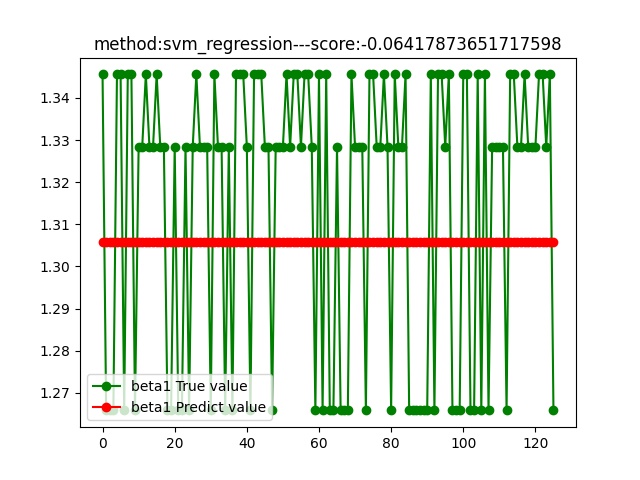 method:svm_regression---score:-0.06417873651717598
1.34
1.33
1.32
1.31
1.30
1.29
1.28
1.27
beta1 True value
beta1 Predict value
0 20 40 60 80 100 120